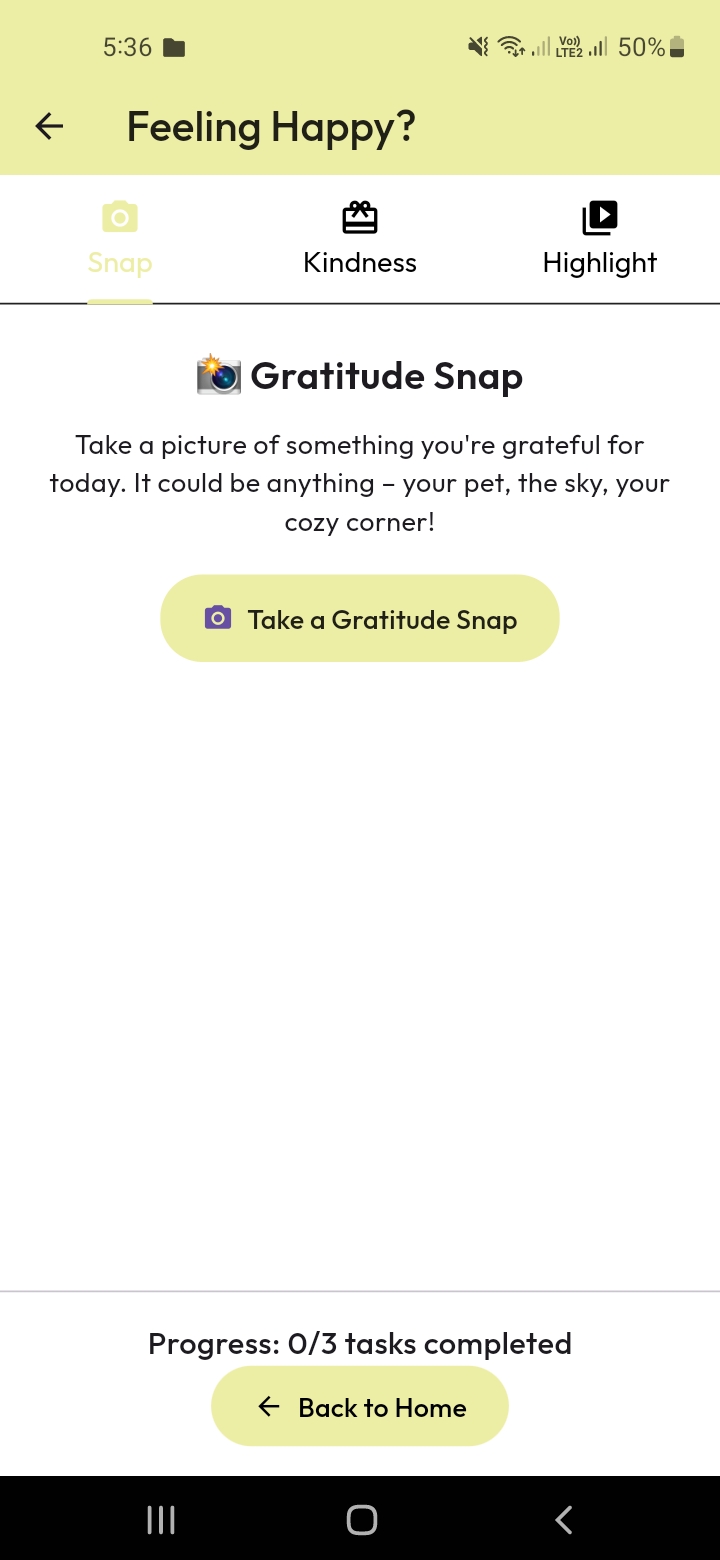 5:36
Vo)) LTE2 50%
Feeling Happy?
Snap Kindness Highlight
Gratitude Snap
Take a picture of something you're grateful for
today. It could be anything – your pet, the sky, your
cozy corner!
Take a Gratitude Snap
Progress: 0/3 tasks completed
Back to Home